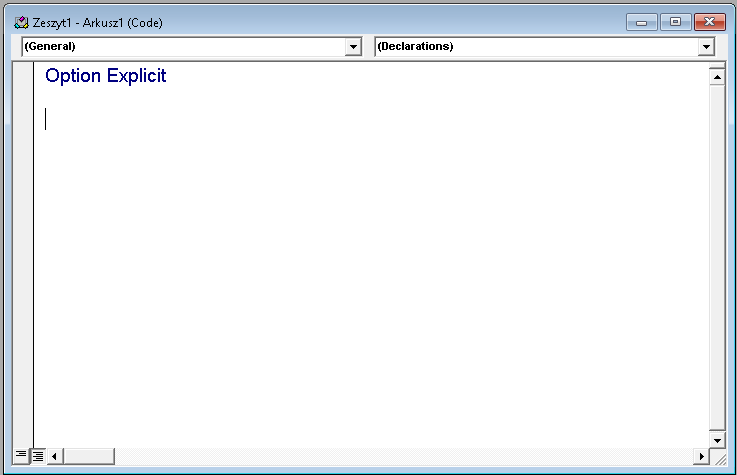 Zeszyt1 - Arkusz1 (Code)
(General)
(Declarations)
Option Explicit